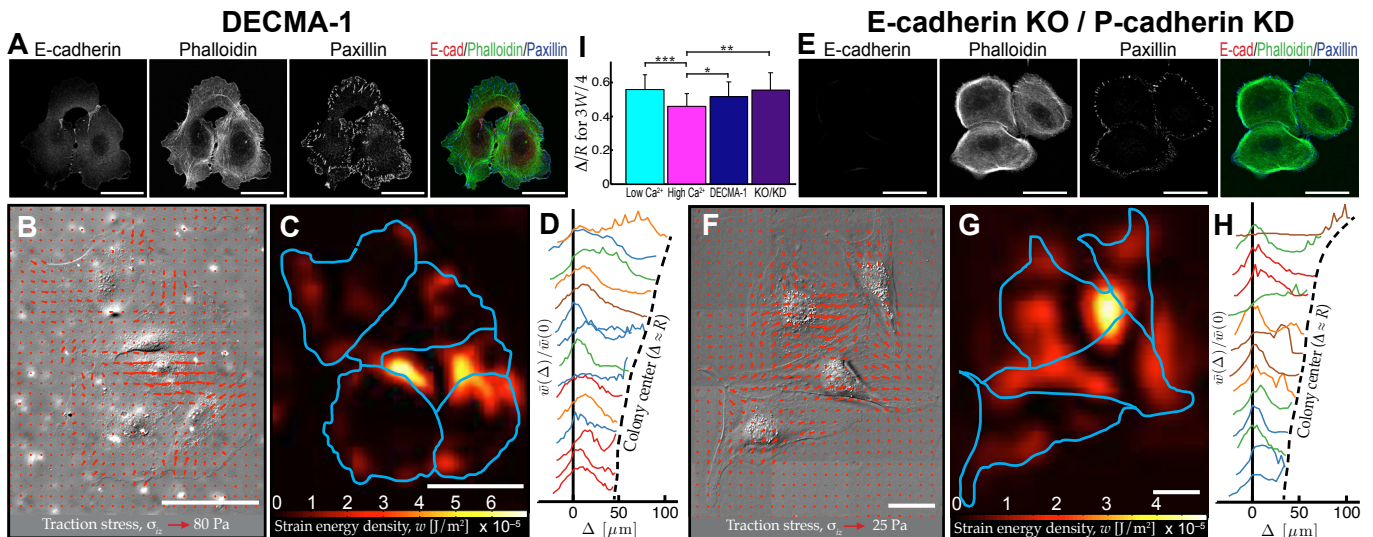 DECMA-1
E-cadherin KO / P-cadherin KD
A
E-cadherin
Phalloidin
Paxillin
E-cad/Phalloidin/Paxillin
I
Δ/R for 3W/4
0.6
0.4
0.2
0
***
**
*
Low Ca²⁺
High Ca²⁺
DECMA-1
KO/KD
E
E-cadherin
Phalloidin
Paxillin
E-cad/Phalloidin/Paxillin
B
Traction stress, σ_iz → 80 Pa
C
0 1 2 3 4 5 6
Strain energy density, w [J/m²] x 10⁻⁵
D
w̄(Δ)/w̄(0)
Colony center (Δ ≈ R)
0 50 100
Δ [μm]
F
Traction stress, σ_iz → 25 Pa
G
0 1 2 3 4
Strain energy density, w [J/m²] x 10⁻⁵
H
w̄(Δ)/w̄(0)
Colony center (Δ ≈ R)
0 50 100
Δ [μm]